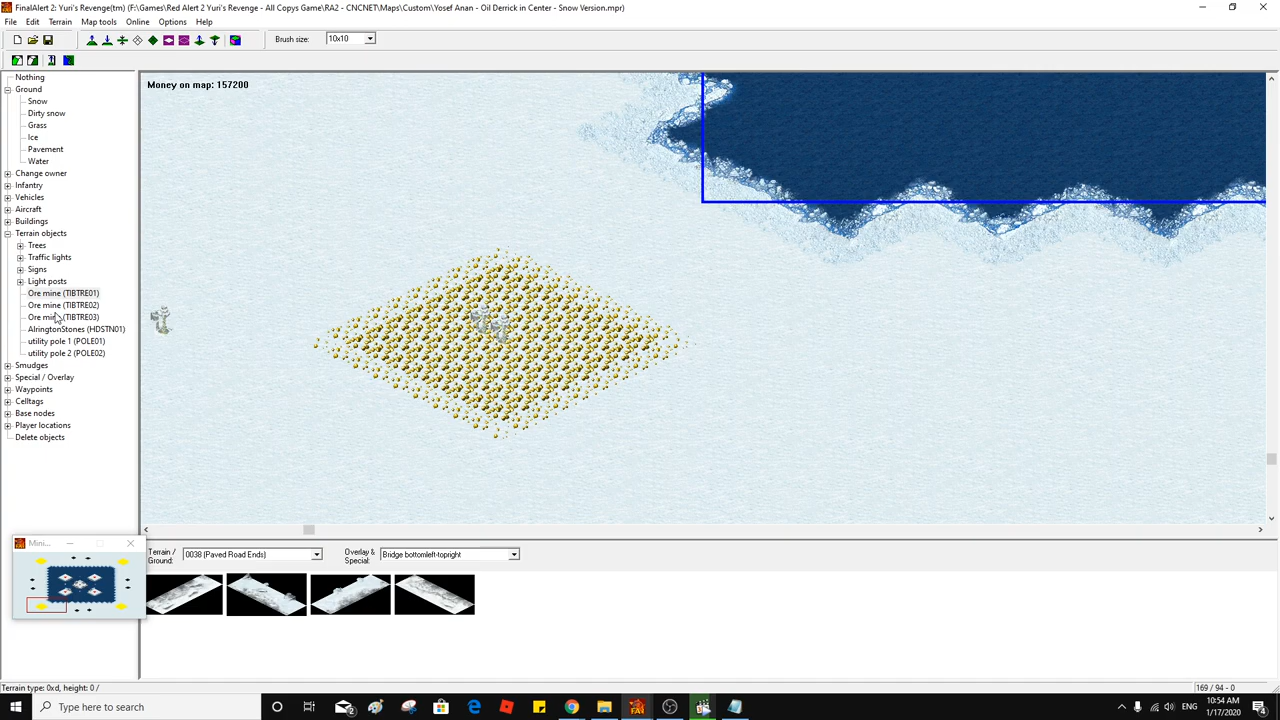 FinalAlert 2: Yuri's Revenge(tm) (F:\Games\Red Alert 2 Yuri's Revenge - All Copys Game\RA2 - CNCNET\Maps\Custom\Yosef Anan - Oil Derrick in Center - Snow Version.mpr)
File Edit Terrain Map tools Online Options Help
Brush size: 10x10
Nothing
Ground
Snow
Dirty snow
Grass
Ice
Pavement
Water
Change owner
Infantry
Vehicles
Aircraft
Buildings
Terrain objects
Trees
Traffic lights
Signs
Light posts
Ore mine (TIBTRE01)
Ore mine (TIBTRE02)
Ore mine (TIBTRE03)
AlringtonStones (HDSTN01)
utility pole 1 (POLE01)
utility pole 2 (POLE02)
Smudges
Special / Overlay
Waypoints
Celltags
Base nodes
Player locations
Delete objects
Money on map: 157200
Mini...
Terrain / Ground: 0038 (Paved Road Ends) Overlay & Special: Bridge bottomleft-topright
Terrain type: 0xd, height: 0 / 169 / 94 - 0
Type here to search
10:54 AM
1/17/2020